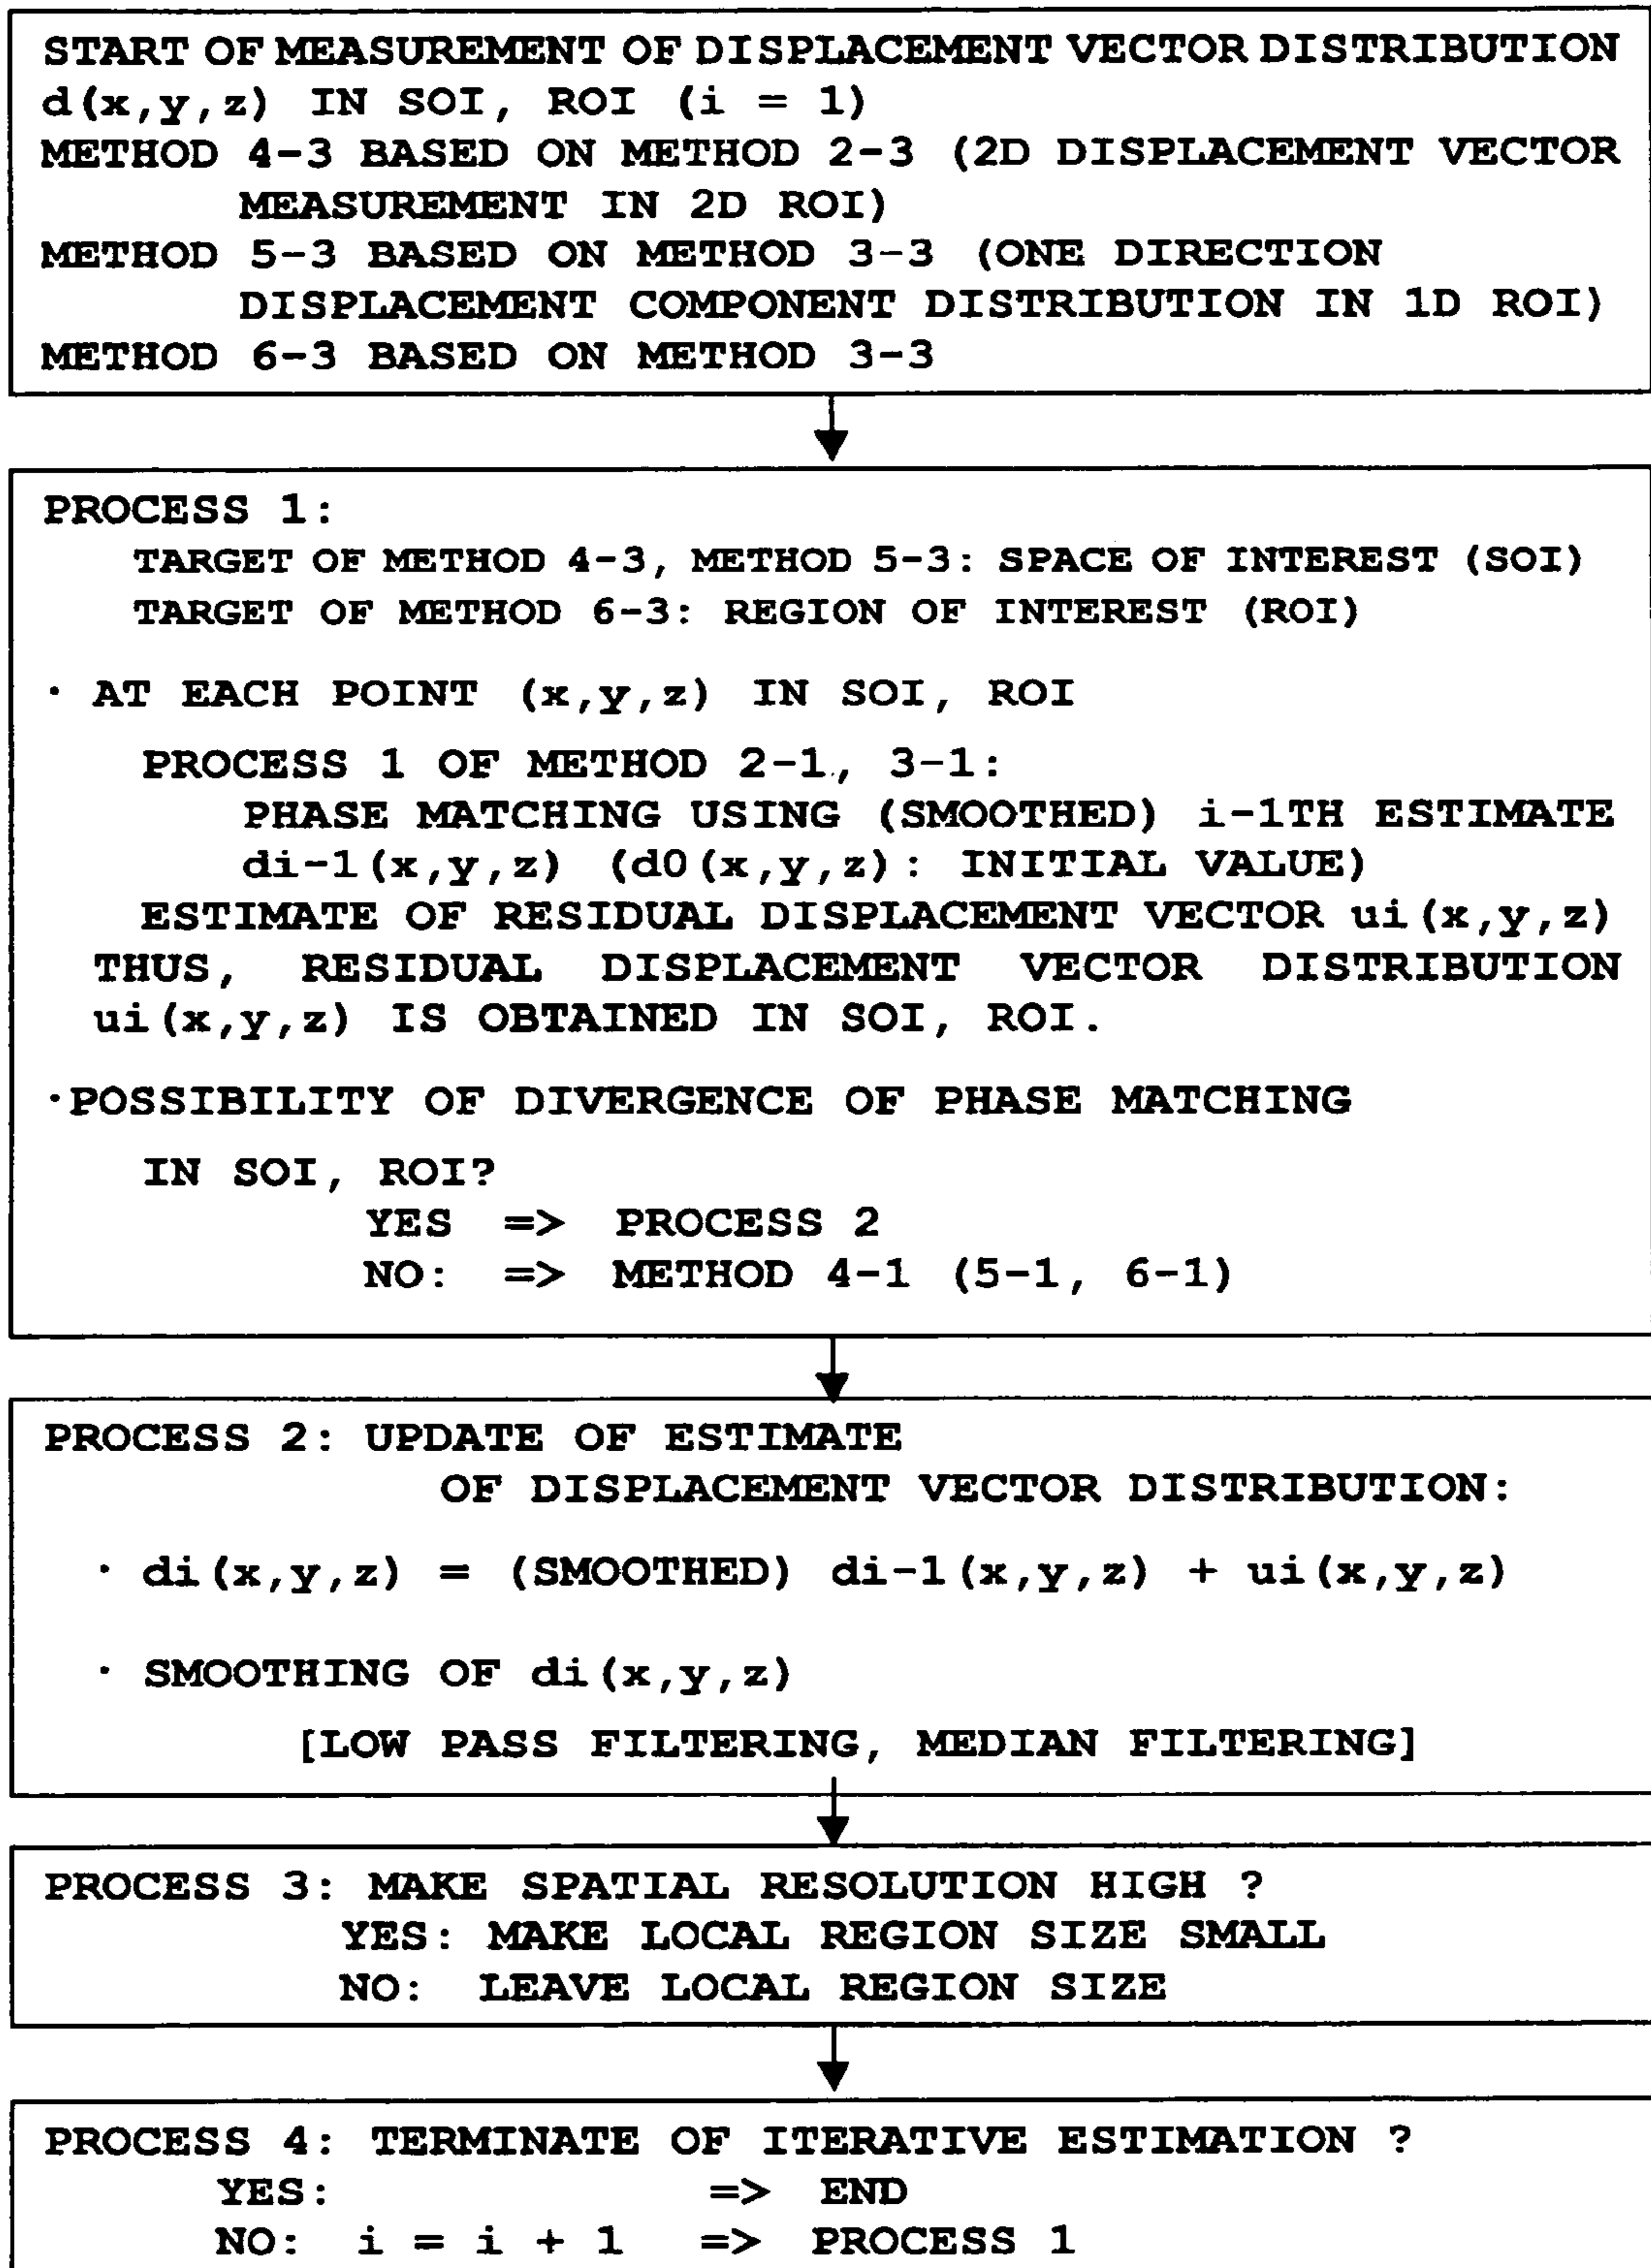 START OF MEASUREMENT OF DISPLACEMENT VECTOR DISTRIBUTION
d(x,y,z) IN SOI, ROI (i = 1)
METHOD 4-3 BASED ON METHOD 2-3 (2D DISPLACEMENT VECTOR
MEASUREMENT IN 2D ROI)
METHOD 5-3 BASED ON METHOD 3-3 (ONE DIRECTION
DISPLACEMENT COMPONENT DISTRIBUTION IN 1D ROI)
METHOD 6-3 BASED ON METHOD 3-3
PROCESS 1:
TARGET OF METHOD 4-3, METHOD 5-3: SPACE OF INTEREST (SOI)
TARGET OF METHOD 6-3: REGION OF INTEREST (ROI)
· AT EACH POINT (x,y,z) IN SOI, ROI
PROCESS 1 OF METHOD 2-1, 3-1:
PHASE MATCHING USING (SMOOTHED) i-1TH ESTIMATE
di-1(x,y,z) (d0(x,y,z): INITIAL VALUE)
ESTIMATE OF RESIDUAL DISPLACEMENT VECTOR ui(x,y,z)
THUS, RESIDUAL DISPLACEMENT VECTOR DISTRIBUTION
ui(x,y,z) IS OBTAINED IN SOI, ROI.
·POSSIBILITY OF DIVERGENCE OF PHASE MATCHING
IN SOI, ROI?
YES => PROCESS 2
NO: => METHOD 4-1 (5-1, 6-1)
PROCESS 2: UPDATE OF ESTIMATE
OF DISPLACEMENT VECTOR DISTRIBUTION:
· di(x,y,z) = (SMOOTHED) di-1(x,y,z) + ui(x,y,z)
· SMOOTHING OF di(x,y,z)
[LOW PASS FILTERING, MEDIAN FILTERING]
PROCESS 3: MAKE SPATIAL RESOLUTION HIGH ?
YES: MAKE LOCAL REGION SIZE SMALL
NO: LEAVE LOCAL REGION SIZE
PROCESS 4: TERMINATE OF ITERATIVE ESTIMATION ?
YES: => END
NO: i = i + 1 => PROCESS 1